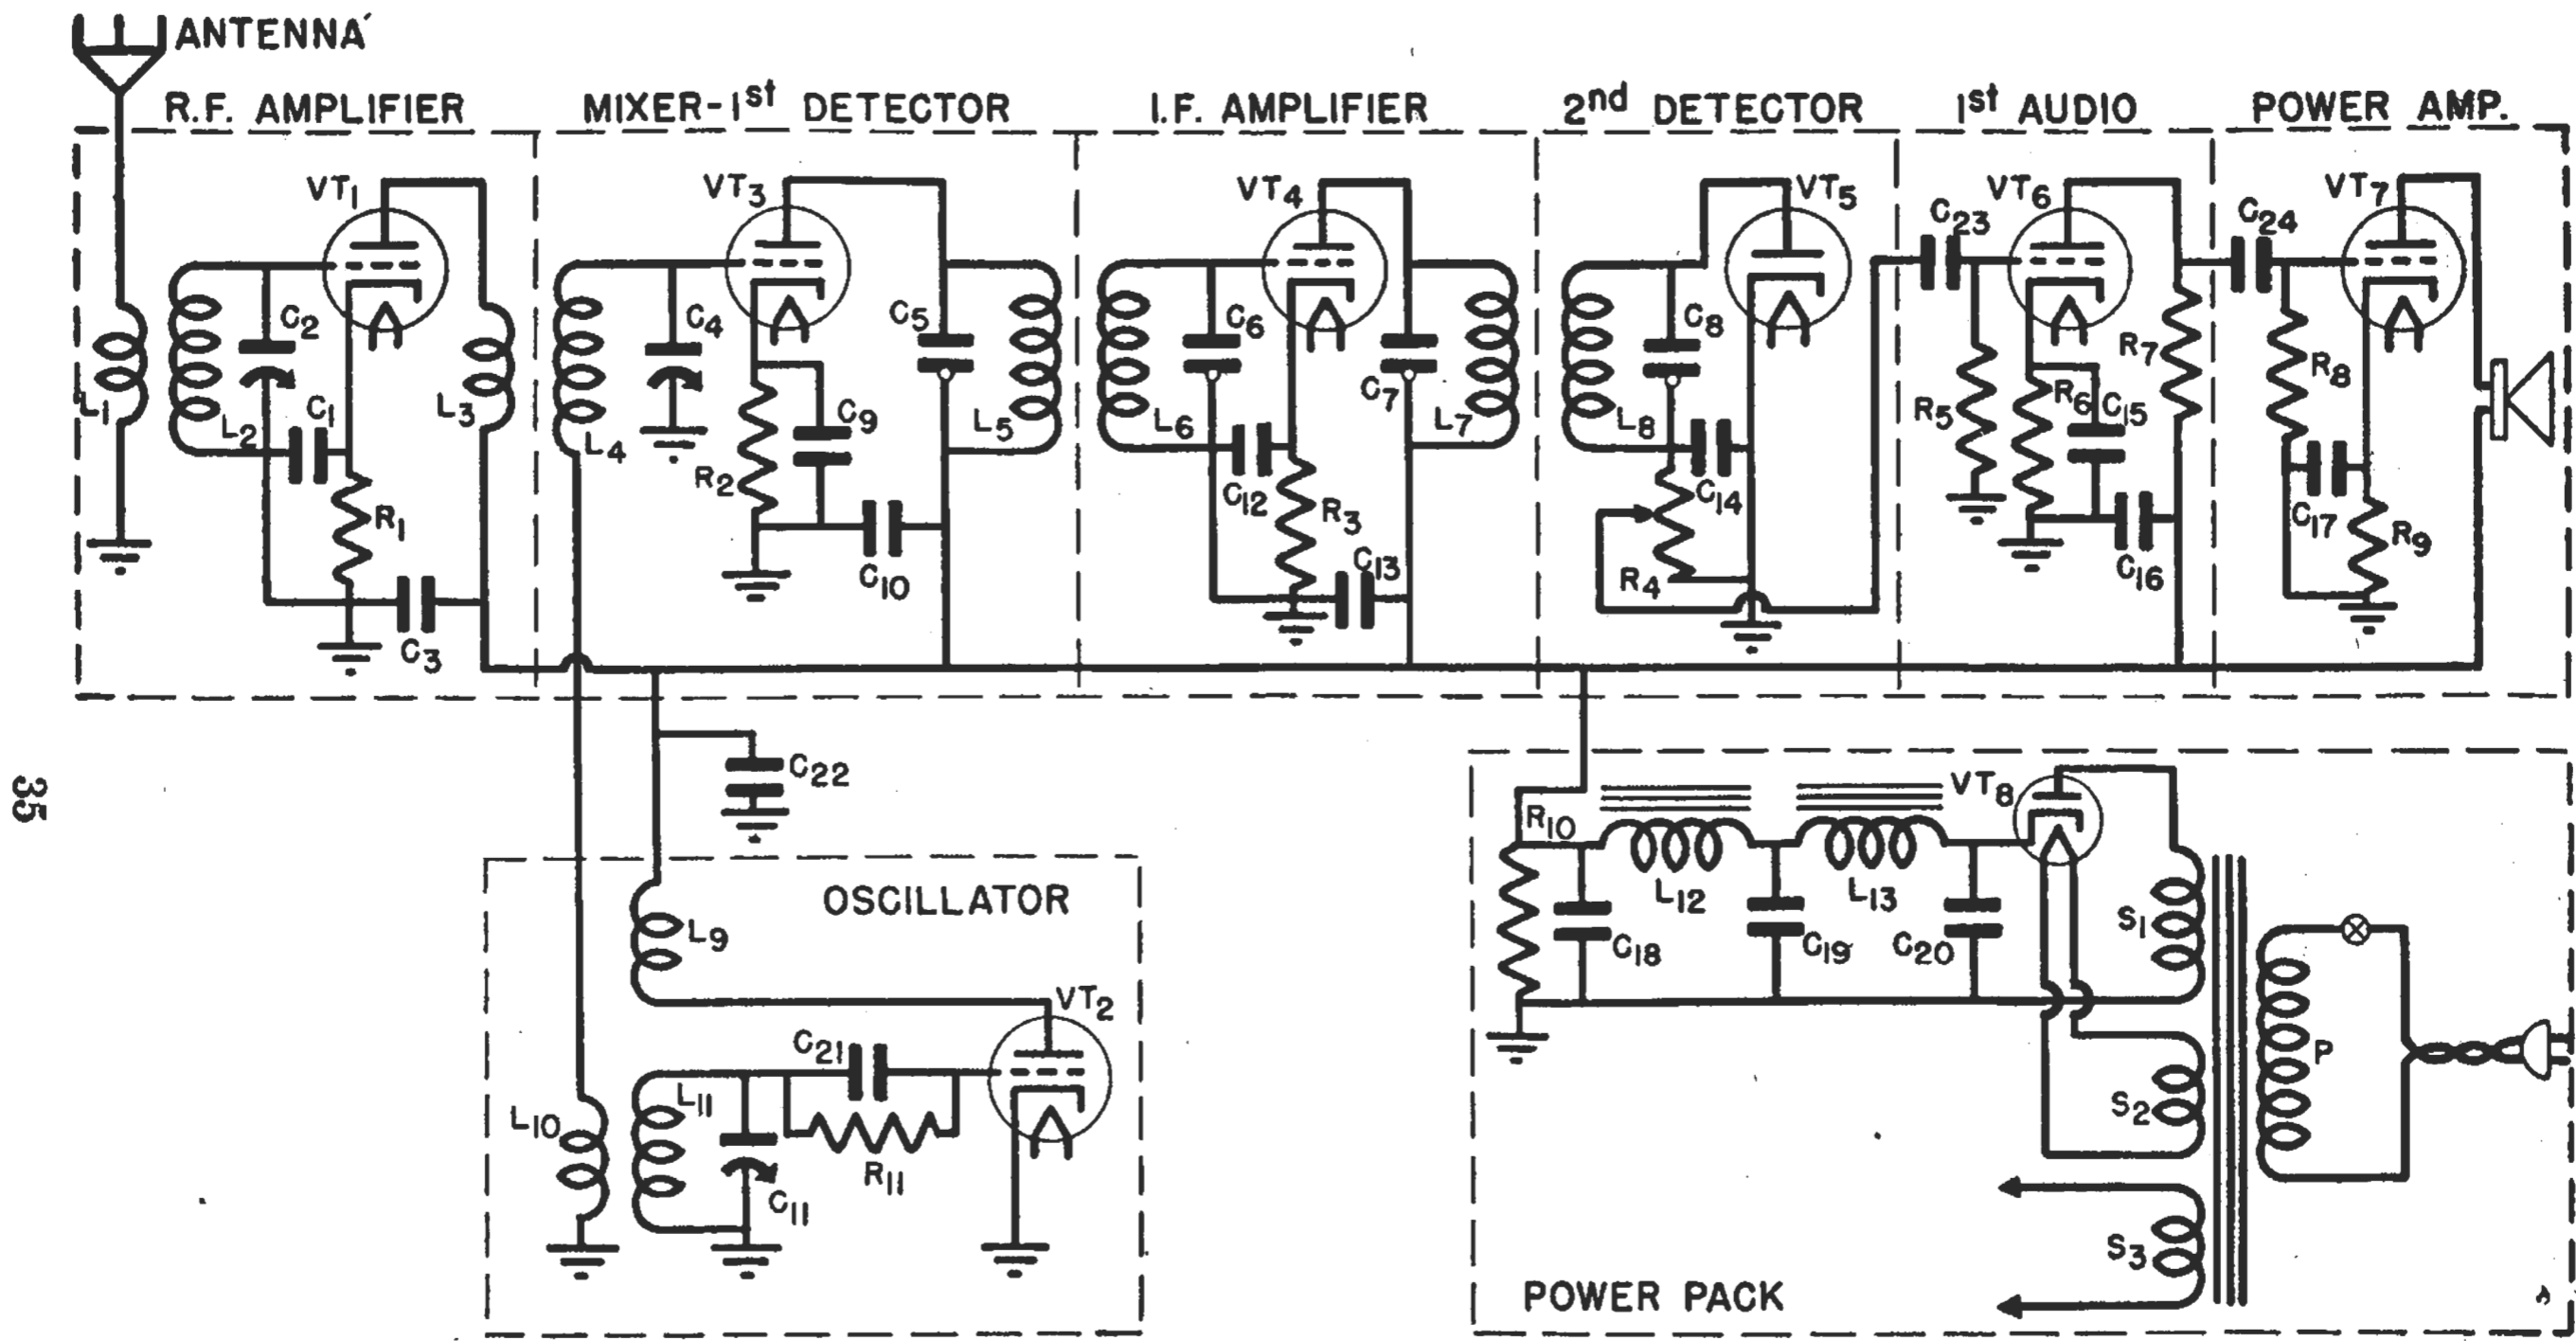 ANTENNA
R.F. AMPLIFIER
MIXER-1st DETECTOR
I.F. AMPLIFIER
2nd DETECTOR
1st AUDIO
POWER AMP.
VT1
VT3
VT4
VT5
VT6
VT7
C23
C24
C2
C4
C5
C6
C7
C8
R7
R8
L1
L2
C1
L3
L4
C9
L5
L6
L7
L8
R5
R6
C15
R1
R2
C10
C12
R3
C13
C14
R4
C16
C17
R9
C3
C22
35
OSCILLATOR
L9
VT2
C21
L10
L11
R11
C11
R10
VT8
L12
L13
C18
C19
C20
S1
S2
S3
P
POWER PACK